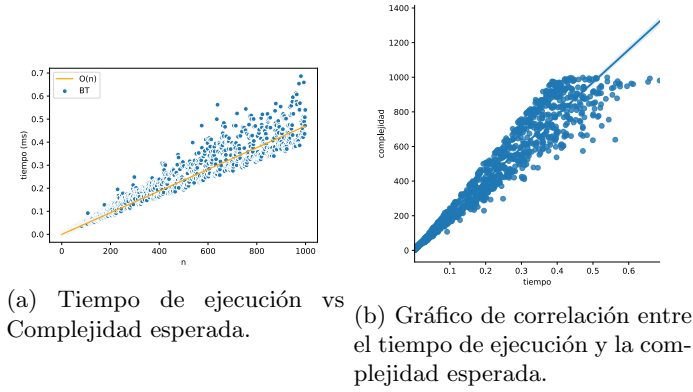 0.7
0.6
0.5
0.4
0.3
0.2
0.1
0.0
tiempo (ms)
O(n)
BT
0 200 400 600 800 1000
n
(a) Tiempo de ejecución vs
Complejidad esperada.
1400
1200
1000
800
600
400
200
0
complejidad
0.1 0.2 0.3 0.4 0.5 0.6
tiempo
(b) Gráfico de correlación entre
el tiempo de ejecución y la com-
plejidad esperada.